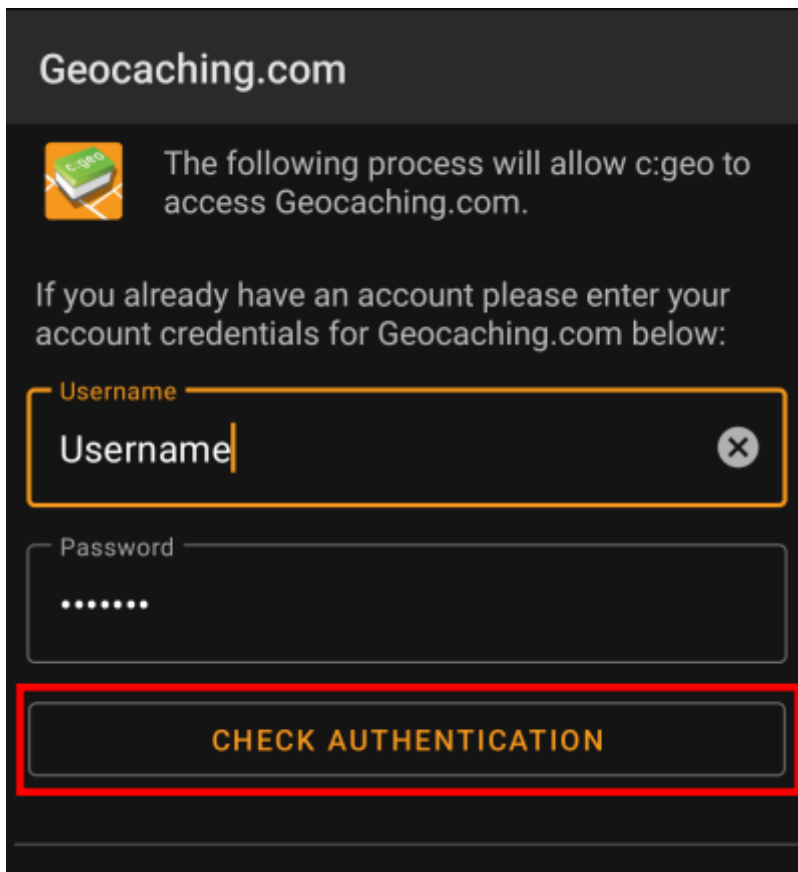 Geocaching.com
c:geo
The following process will allow c:geo to
access Geocaching.com.
If you already have an account please enter your
account credentials for Geocaching.com below:
Username
Username
Password
•••••••
CHECK AUTHENTICATION